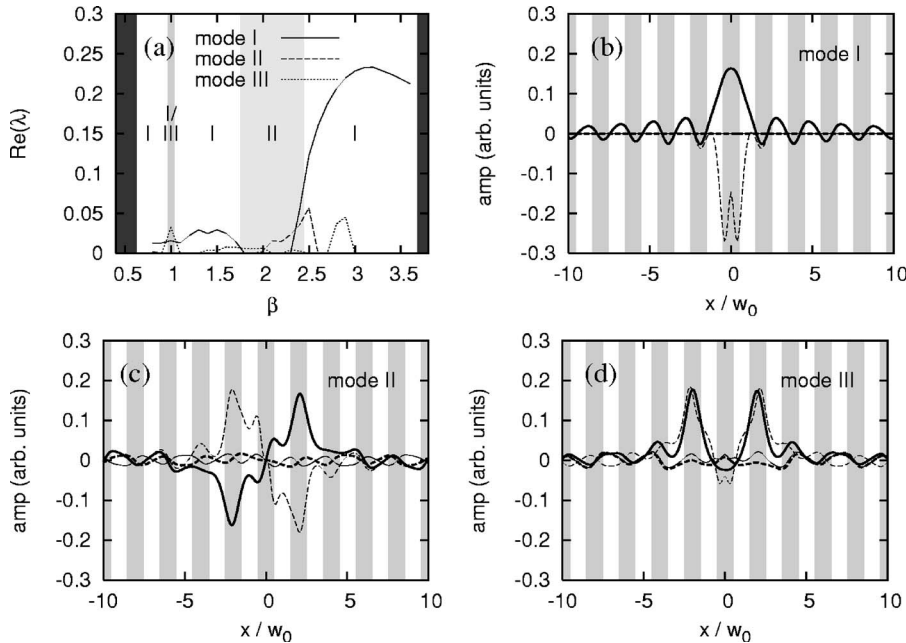 0.3
0.25
0.2
0.15
0.1
0.05
0
Re(λ)
(a)
mode I
mode II
mode III
I/
I III I II I
0.5 1 1.5 2 2.5 3 3.5
β
0.3
0.2
0.1
0
-0.1
-0.2
-0.3
amp (arb. units)
(b)
mode I
-10 -5 0 5 10
x / w0
0.3
0.2
0.1
0
-0.1
-0.2
-0.3
amp (arb. units)
(c)
mode II
-10 -5 0 5 10
x / w0
0.3
0.2
0.1
0
-0.1
-0.2
-0.3
amp (arb. units)
(d)
mode III
-10 -5 0 5 10
x / w0